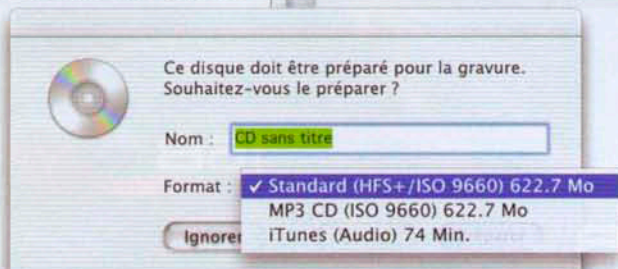 Ce disque doit être préparé pour la gravure.
Souhaitez-vous le préparer ?
Nom : CD sans titre
Format : ✓ Standard (HFS+/ISO 9660) 622.7 Mo
MP3 CD (ISO 9660) 622.7 Mo
Ignorer iTunes (Audio) 74 Min.